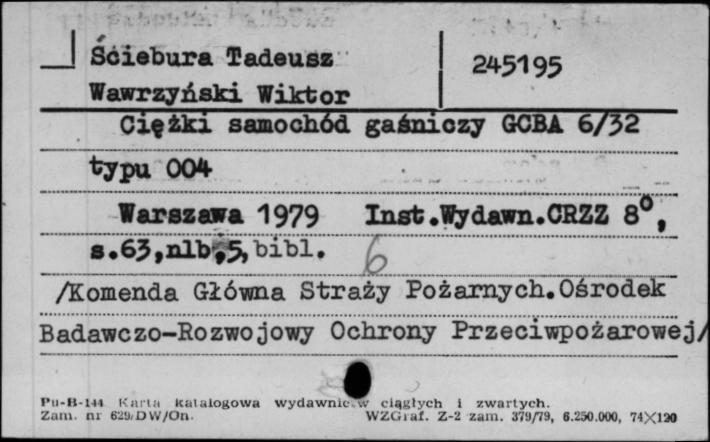 Ściebura Tadeusz
245195
Wawrzyński Wiktor
Ciężki samochód gaśniczy GCBA 6/32
typu 004
Warszawa 1979 Inst.Wydawn.CRZZ 8°,
s.63,nlb.5,bibl.
6
/Komenda Główna Straży Pożarnych.Ośrodek
Badawczo-Rozwojowy Ochrony Przeciwpożarowej/
Pu-B-144 Karta katalogowa wydawnictw ciągłych i zwartych.
Zam. nr 629/DW/On. WZGraf. Z-2 zam. 379/79, 6.250.000, 74X120